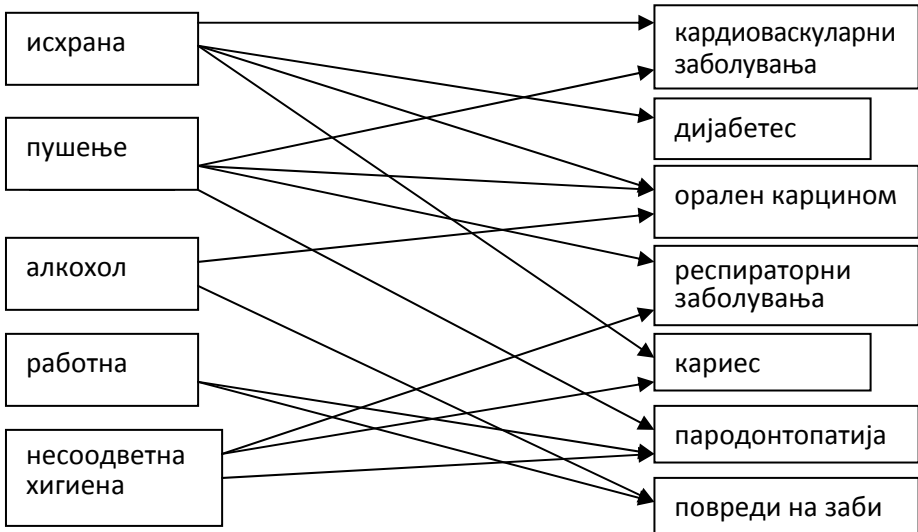 исхрана
пушење
алкохол
работна
несоодветна
хигиена
кардиоваскуларни
заболувања
дијабетес
орален карцином
респираторни
заболувања
кариес
пародонтопатија
повреди на заби